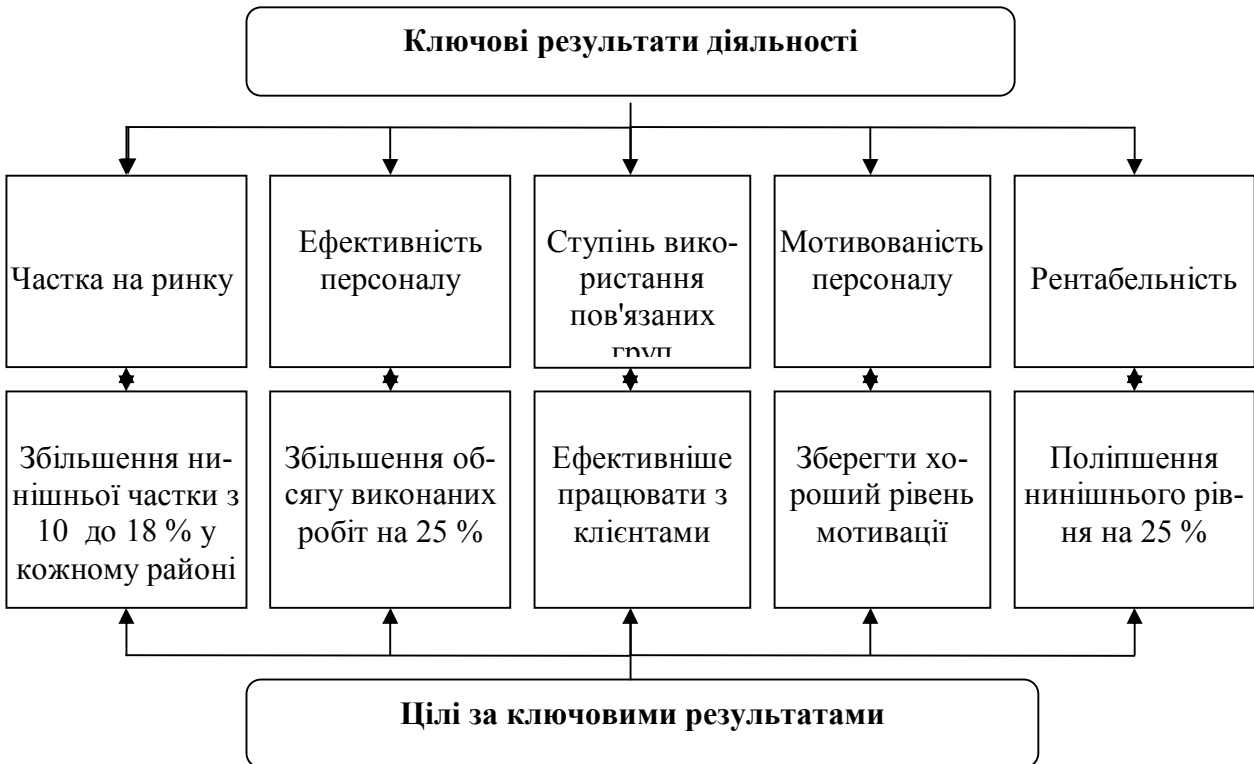 Ключові результати діяльності
Частка на ринку
Ефективність
персоналу
Ступінь вико-
ристання
пов'язаних
груп
Мотивованість
персоналу
Рентабельність
Збільшення ни-
нішньої частки з
10 до 18 % у
кожному районі
Збільшення об-
сягу виконаних
робіт на 25 %
Ефективніше
працювати з
клієнтами
Зберегти хо-
роший рівень
мотивації
Поліпшення
нинішнього рів-
ня на 25 %
Цілі за ключовими результатами